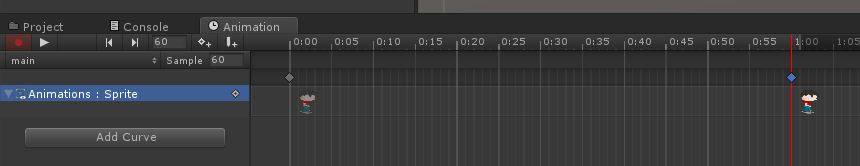 Project Console Animation
60 0:00 0:05 0:10 0:15 0:20 0:25 0:30 0:35 0:40 0:45 0:50 0:55 1:00 1:05
main Sample 60
Animations : Sprite
Add Curve